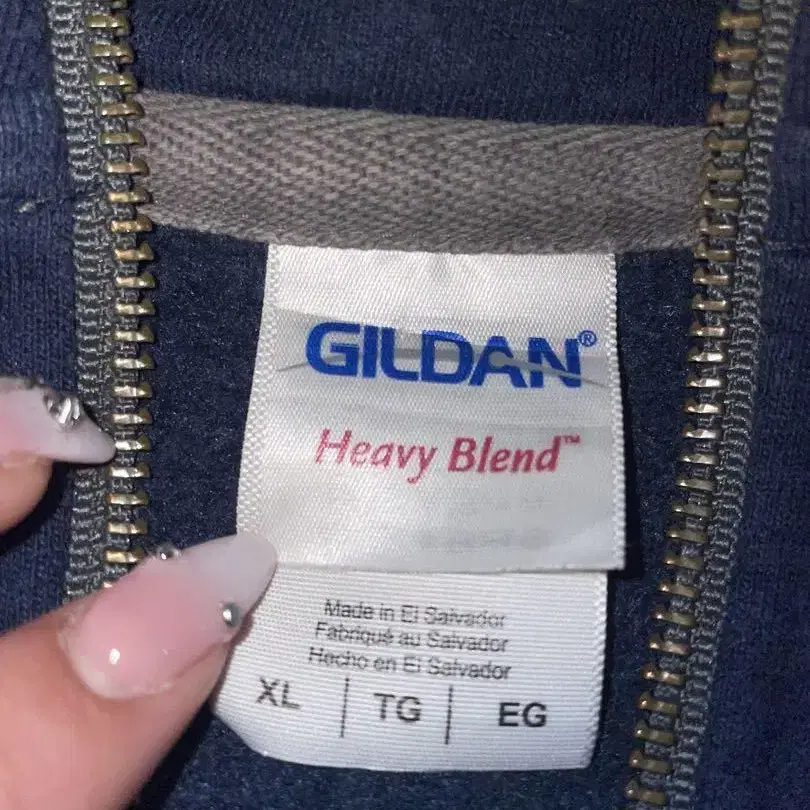 GILDAN®
Heavy Blend™
Made in El Salvador
Fabriqué au Salvador
Hecho en El Salvador
XL | TG | EG